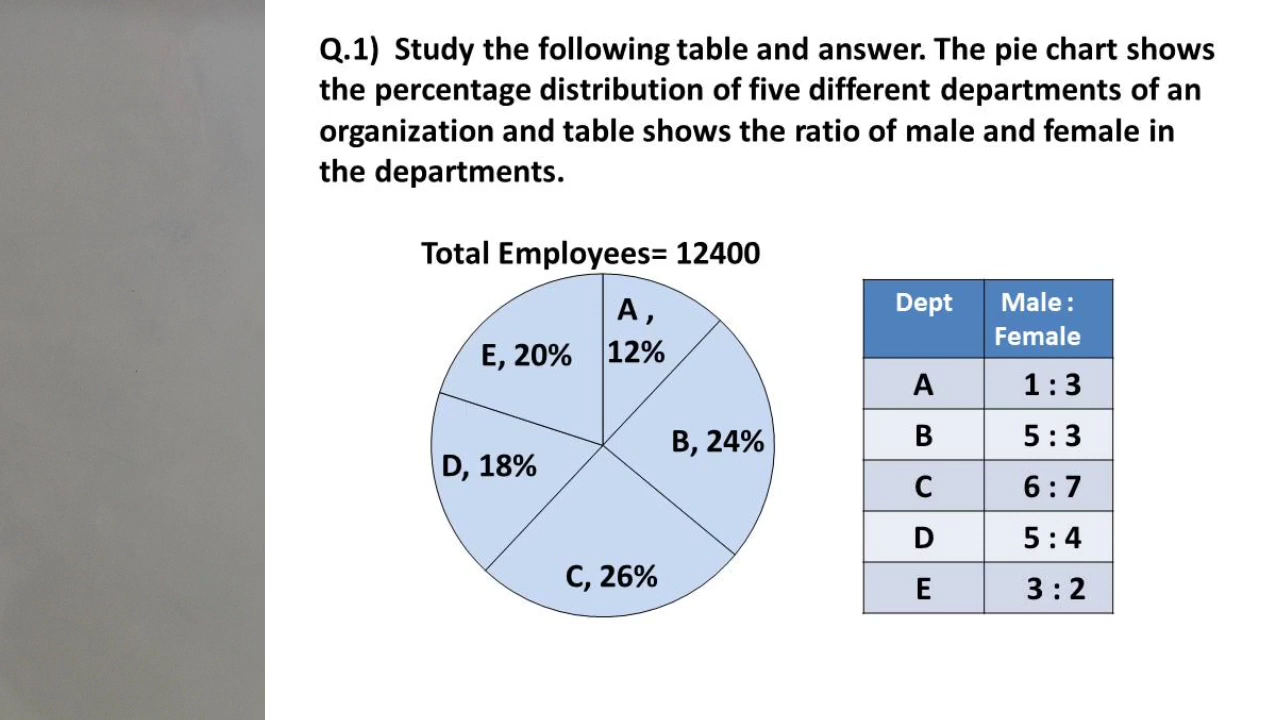 Q.1) Study the following table and answer. The pie chart shows
the percentage distribution of five different departments of an
organization and table shows the ratio of male and female in
the departments.
Total Employees= 12400
A ,
12%
E, 20%
B, 24%
D, 18%
C, 26%
Dept Male :
Female
A 1 : 3
B 5 : 3
C 6 : 7
D 5 : 4
E 3 : 2